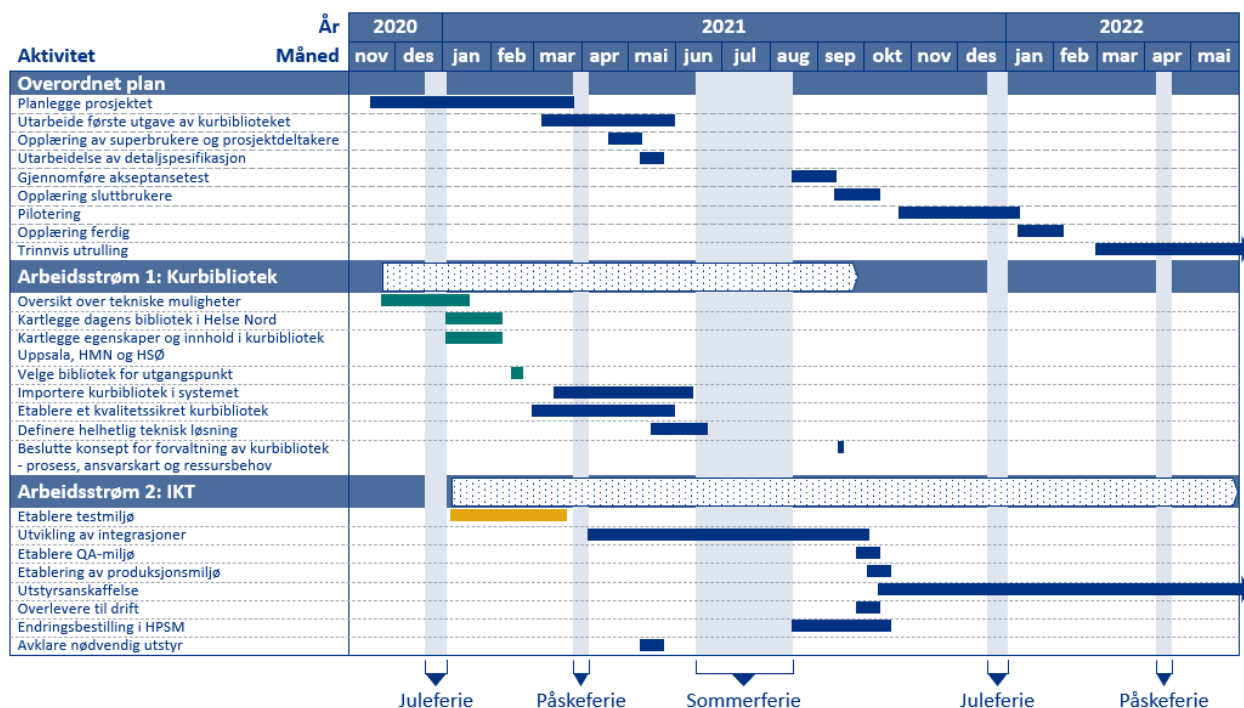 År 2020 2021 2022
Aktivitet Måned nov des jan feb mar apr mai jun jul aug sep okt nov des jan feb mar apr mai
Overordnet plan
Planlegge prosjektet
Utarbeide første utgave av kurbiblioteket
Opplæring av superbrukere og prosjektdeltakere
Utarbeidelse av detaljspesifikasjon
Gjennomføre akseptansetest
Opplæring sluttbrukere
Pilotering
Opplæring ferdig
Trinnvis utrulling
Arbeidsstrøm 1: Kurbibliotek
Oversikt over tekniske muligheter
Kartlegge dagens bibliotek i Helse Nord
Kartlegge egenskaper og innhold i kurbibliotek
Uppsala, HMN og HSØ
Velge bibliotek for utgangspunkt
Importere kurbibliotek i systemet
Etablere et kvalitetssikret kurbibliotek
Definere helhetlig teknisk løsning
Beslutte konsept for forvaltning av kurbibliotek
- prosess, ansvarskart og ressursbehov
Arbeidsstrøm 2: IKT
Etablere testmiljø
Utvikling av integrasjoner
Etablere QA-miljø
Etablering av produksjonsmiljø
Utstyrsanskaffelse
Overlevere til drift
Endringsbestilling i HPSM
Avklare nødvendig utstyr
Juleferie Påskeferie Sommerferie Juleferie Påskeferie